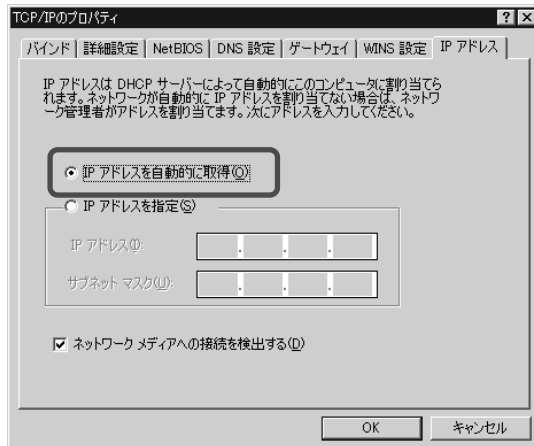 TCP/IPのプロパティ
バインド 詳細設定 NetBIOS DNS 設定 ゲートウェイ WINS 設定 IP アドレス
IP アドレスは DHCP サーバーによって自動的にこのコンピュータに割り当てら
れます。ネットワークが自動的に IP アドレスを割り当てない場合は、ネットワ
ーク管理者がアドレスを割り当てます。次にアドレスを入力してください。
IP アドレスを自動的に取得(O)
IP アドレスを指定(S)
IP アドレス(I):
サブネット マスク(U):
ネットワーク メディアへの接続を検出する(D)
OK キャンセル